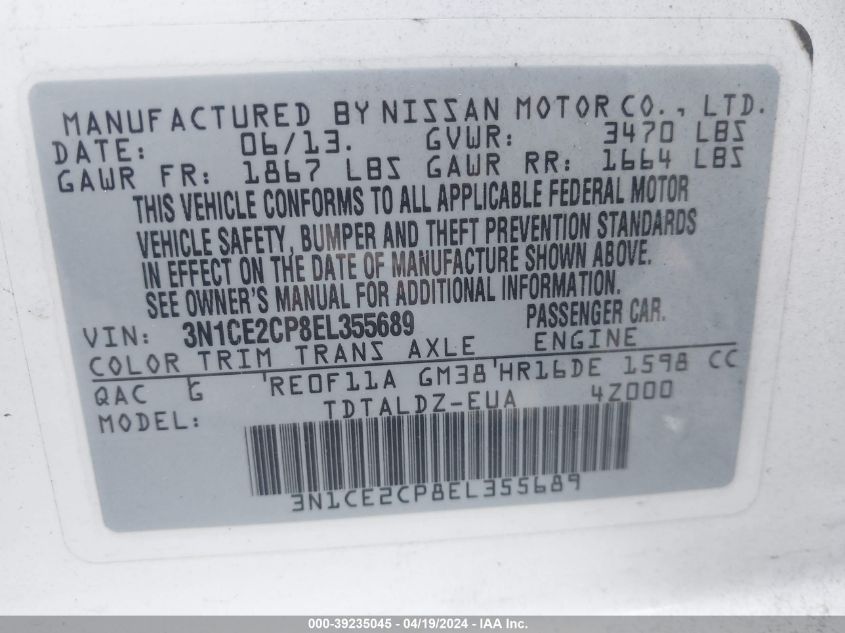 MANUFACTURED BY NISSAN MOTOR CO., LTD.
DATE: 06/13. GVWR: 3470 LBS
GAWR FR: 1867 LBS GAWR RR: 1664 LBS
THIS VEHICLE CONFORMS TO ALL APPLICABLE FEDERAL MOTOR
VEHICLE SAFETY, BUMPER AND THEFT PREVENTION STANDARDS
IN EFFECT ON THE DATE OF MANUFACTURE SHOWN ABOVE.
SEE OWNER'S MANUAL FOR ADDITIONAL INFORMATION.
VIN: 3N1CE2CP8EL355689 PASSENGER CAR.
COLOR TRIM TRANS AXLE ENGINE
QAC G RE0F11A GM38 HR16DE 1598 CC
MODEL: TDTALDZ-EUA 4Z000
3N1CE2CP8EL355689
000-39235045 - 04/19/2024 - IAA Inc.